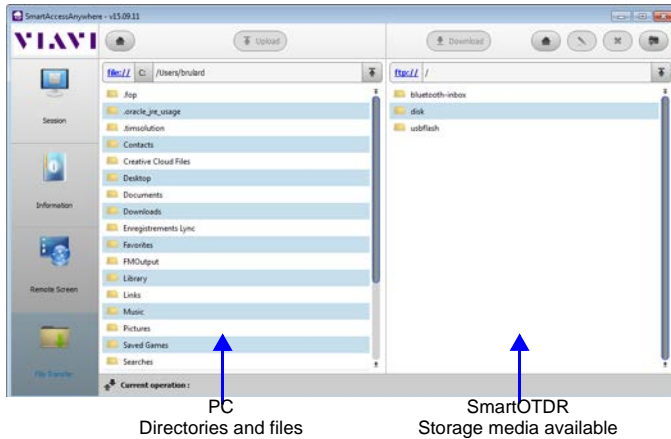 SmartAccessAnywhere - v15.09.11
VIAVI
Upload
Download
file://
C:
/Users/brulard
ftp://
/
Session
Information
Remote Screen
File Transfer
.fop
.oracle_jre_usage
.timsolution
Contacts
Creative Cloud Files
Desktop
Documents
Downloads
Enregistrements Lync
Favorites
FMOutput
Library
Links
Music
Pictures
Saved Games
Searches
bluetooth-inbox
disk
usbflash
Current operation :
PC
Directories and files
SmartOTDR
Storage media available